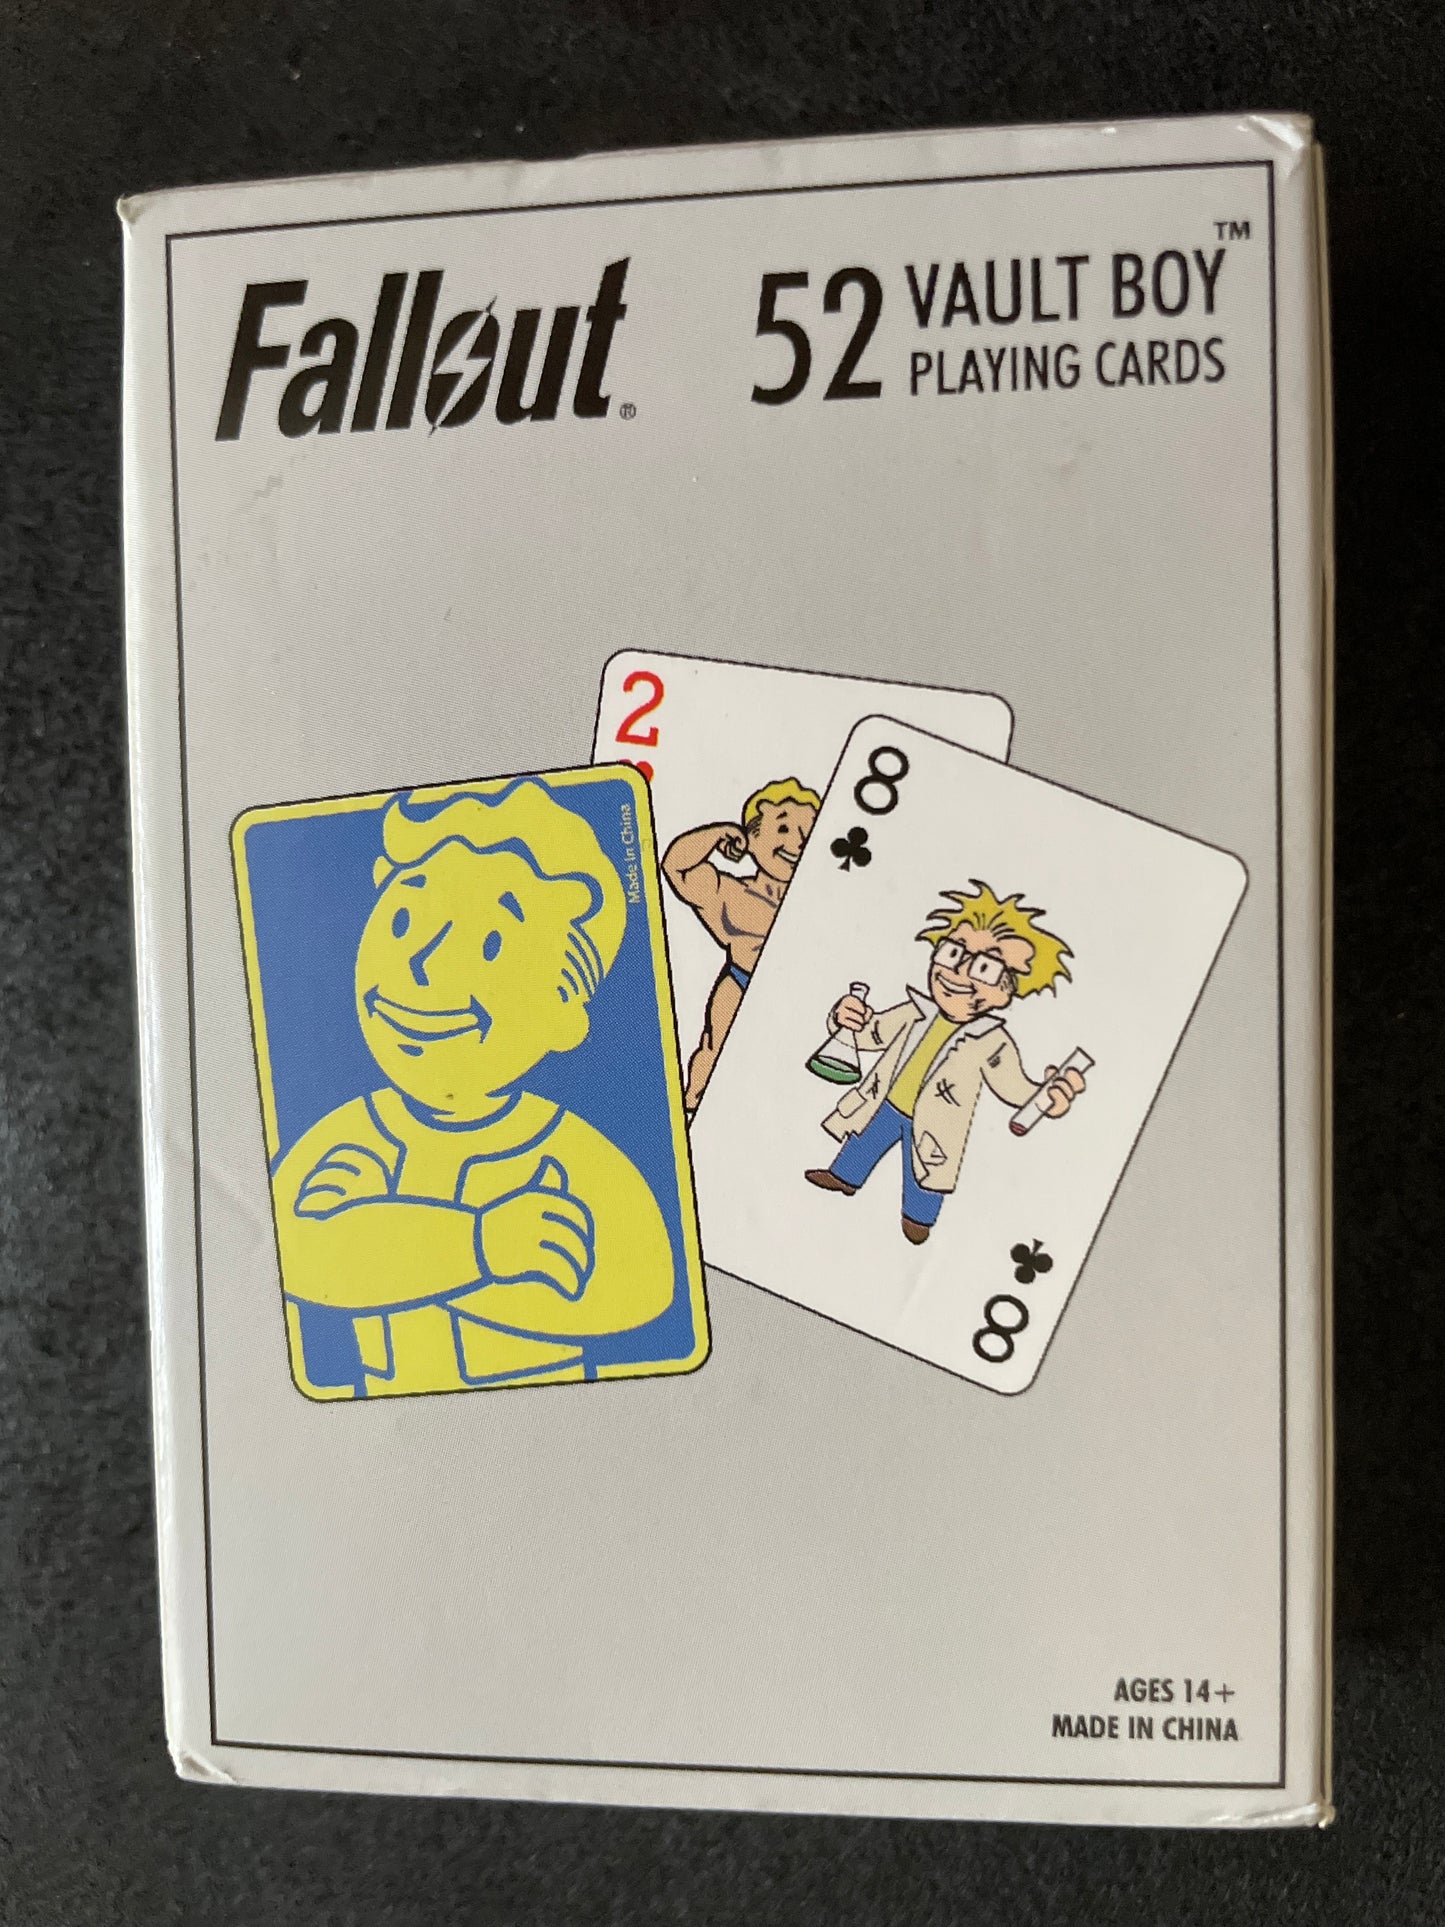 Fallout®
52 VAULT BOY™
PLAYING CARDS
2
8
Made in China
8
AGES 14+
MADE IN CHINA